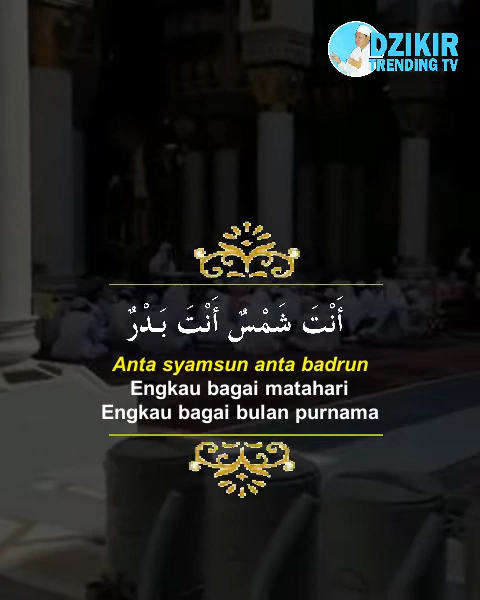 DZIKIR
TRENDING TV
أَنْتَ شَمْسٌ أَنْتَ بَدْرٌ
Anta syamsun anta badrun
Engkau bagai matahari
Engkau bagai bulan purnama